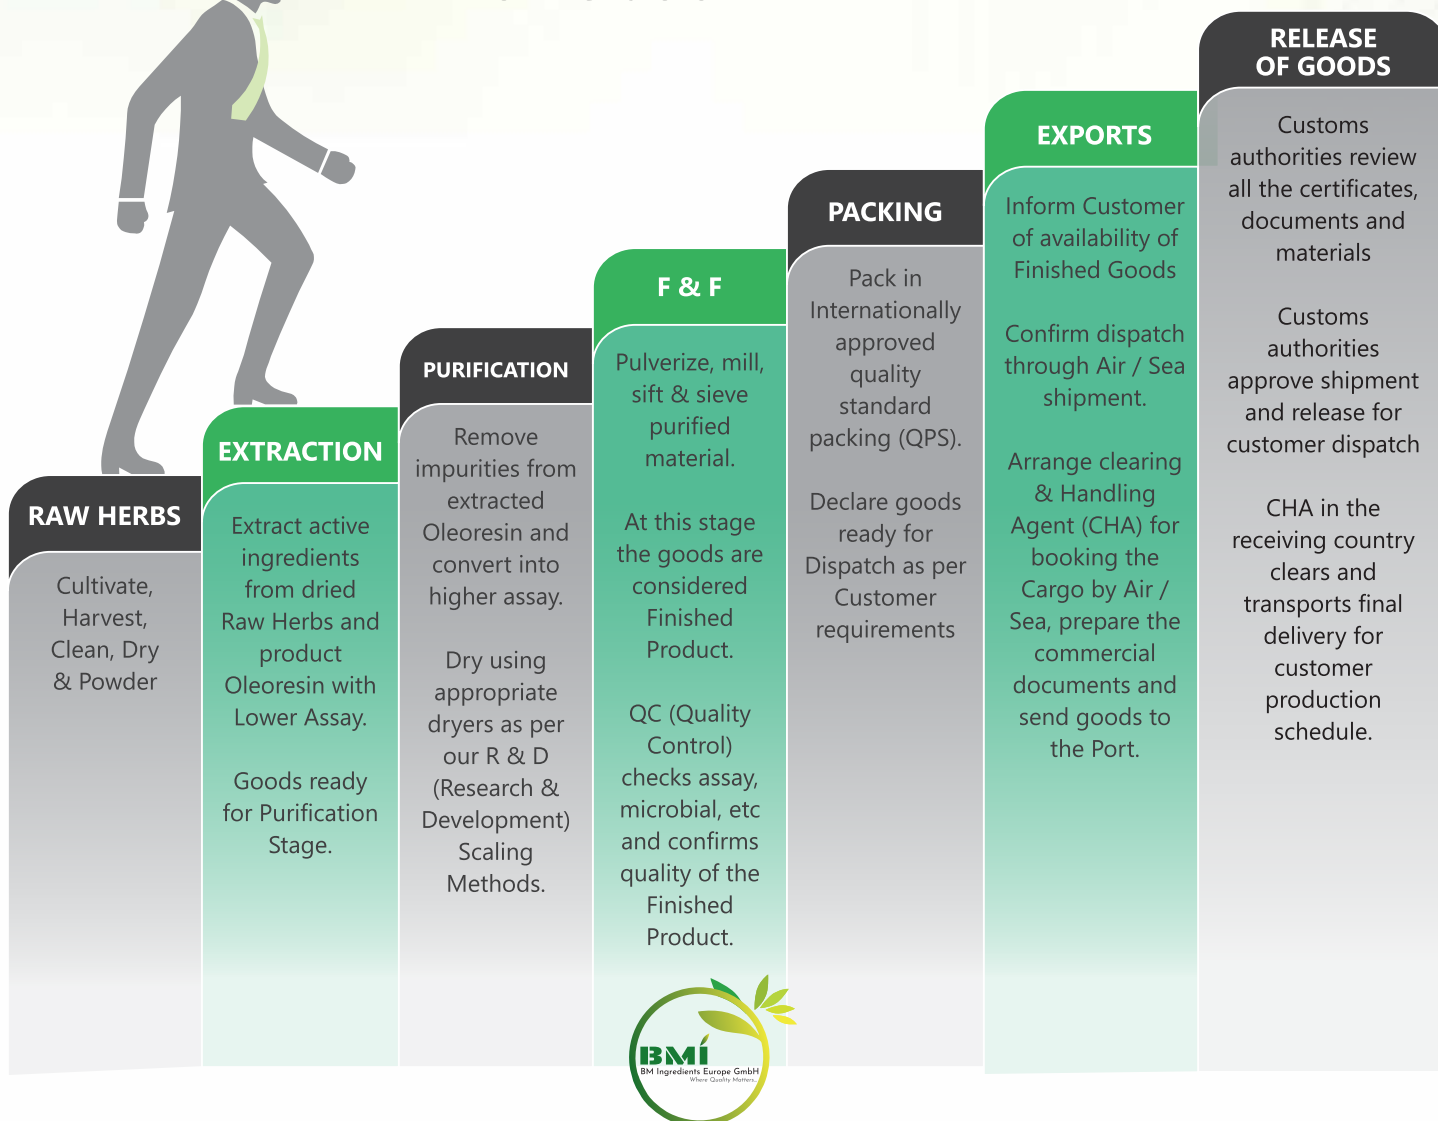 RAW HERBS
Cultivate,
Harvest,
Clean, Dry
& Powder
EXTRACTION
Extract active
ingredients
from dried
Raw Herbs and
product
Oleoresin with
Lower Assay.
Goods ready
for Purification
Stage.
PURIFICATION
Remove
impurities from
extracted
Oleoresin and
convert into
higher assay.
Dry using
appropriate
dryers as per
our R & D
(Research &
Development)
Scaling
Methods.
F & F
Pulverize, mill,
sift & sieve
purified
material.
At this stage
the goods are
considered
Finished
Product.
QC (Quality
Control)
checks assay,
microbial, etc
and confirms
quality of the
Finished
Product.
PACKING
Pack in
Internationally
approved
quality
standard
packing (QPS).
Declare goods
ready for
Dispatch as per
Customer
requirements
EXPORTS
Inform Customer
of availability of
Finished Goods
Confirm dispatch
through Air / Sea
shipment.
Arrange clearing
& Handling
Agent (CHA) for
booking the
Cargo by Air /
Sea, prepare the
commercial
documents and
send goods to
the Port.
RELEASE
OF GOODS
Customs
authorities review
all the certificates,
documents and
materials
Customs
authorities
approve shipment
and release for
customer dispatch
CHA in the
receiving country
clears and
transports final
delivery for
customer
production
schedule.
BMI
BM Ingredients Europe GmbH
Where Quality Matters...